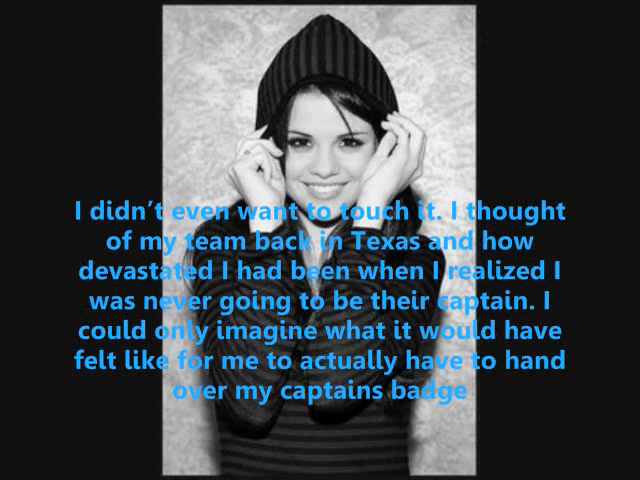 I didn’t even want to touch it. I thought
of my team back in Texas and how
devastated I had been when I realized I
was never going to be their captain. I
could only imagine what it would have
felt like for me to actually have to hand
over my captains badge